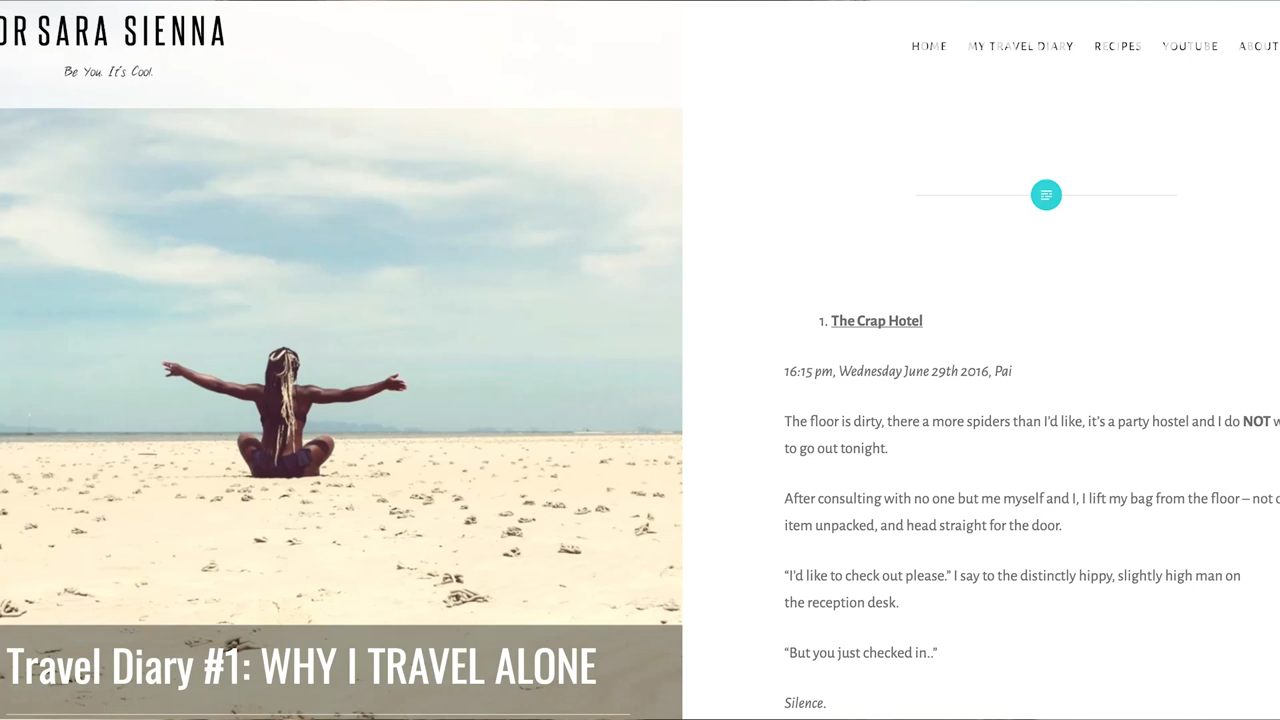 OR SARA SIENNA
Be You. It's Cool.
HOME MY TRAVEL DIARY RECIPES YOUTUBE ABOUT
1. The Crap Hotel
16:15 pm, Wednesday June 29th 2016, Pai
The floor is dirty, there a more spiders than I'd like, it's a party hostel and I do NOT
to go out tonight.
After consulting with no one but me myself and I, I lift my bag from the floor – not
item unpacked, and head straight for the door.
“I'd like to check out please.” I say to the distinctly hippy, slightly high man on
the reception desk.
“But you just checked in..”
Silence.
Travel Diary #1: WHY I TRAVEL ALONE